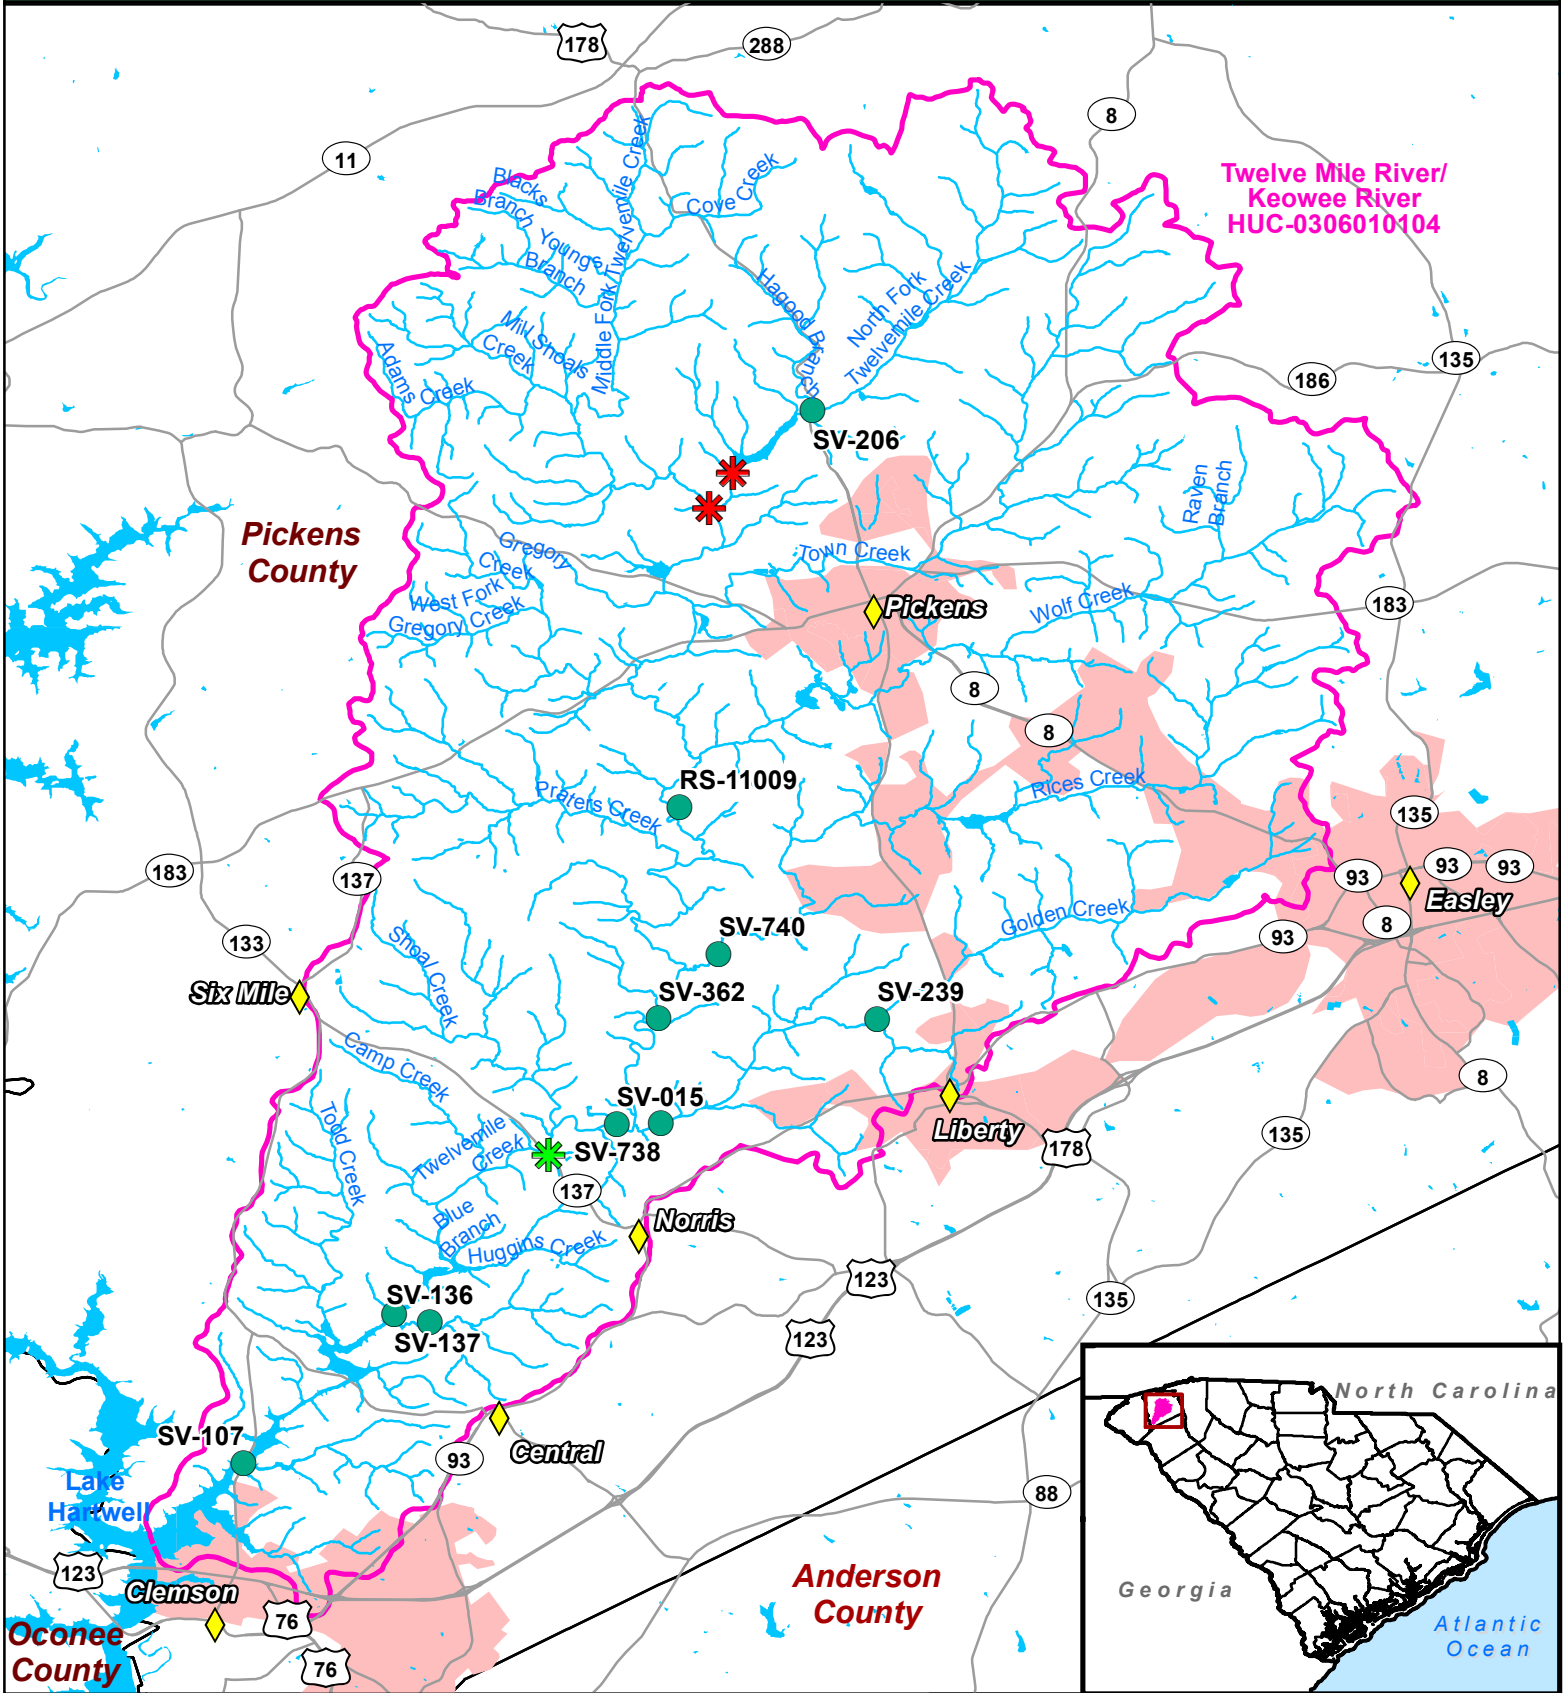 178
288
8
11
Twelve Mile River/
Keowee River
HUC-0306010104
Blacks
Branch
Cove Creek
Middle Fork Twelvemile Creek
Youngs
Branch
Hagood Branch
North Fork
Twelvemile Creek
Mill Shoals
Creek
Adams Creek
135
186
SV-206
Raven
Branch
Pickens
County
Gregory
Creek
Town Creek
West Fork
Gregory Creek
Wolf Creek
Pickens
183
8
8
RS-11009
Rices Creek
Praters Creek
135
183
137
93
93
93
Easley
Golden Creek
8
93
SV-740
133
Shoal Creek
Six Mile
SV-362
SV-239
Camp Creek
8
SV-015
Todd Creek
Liberty
135
178
Twelvemile
Creek
SV-738
137
Blue
Branch
Norris
Huggins Creek
123
SV-136
135
123
SV-137
North Carolina
SV-107
Central
93
Lake
Hartwell
88
123
Clemson
Anderson
County
Georgia
76
Oconee
County
Atlantic
Ocean
76